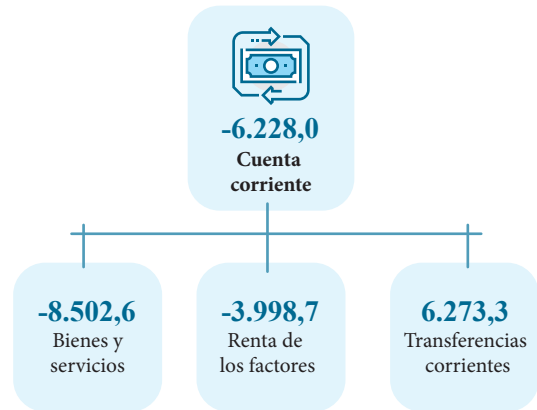 -6.228,0
Cuenta
corriente
-8.502,6
Bienes y
servicios
-3.998,7
Renta de
los factores
6.273,3
Transferencias
corrientes